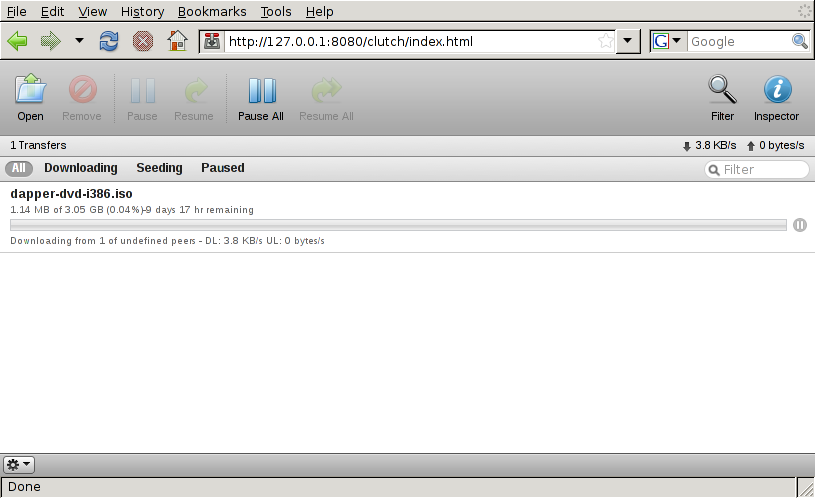 File Edit View History Bookmarks Tools Help
http://127.0.0.1:8080/clutch/index.html G Google
Open Remove Pause Resume Pause All Resume All Filter Inspector
1 Transfers 3.8 KB/s 0 bytes/s
All Downloading Seeding Paused Filter
dapper-dvd-i386.iso
1.14 MB of 3.05 GB (0.04%)-9 days 17 hr remaining
Downloading from 1 of undefined peers - DL: 3.8 KB/s UL: 0 bytes/s
Done